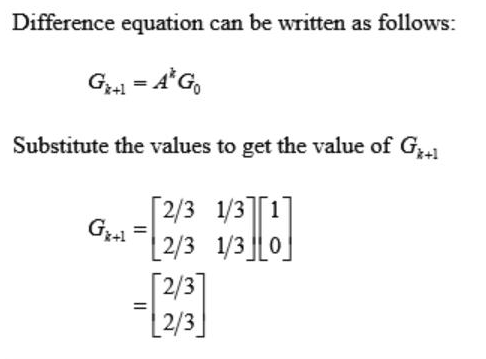 Difference equation can be written as follows:
G_{k+1} = A^k G_0
Substitute the values to get the value of G_{k+1}
G_{k+1} = [2/3 1/3; 2/3 1/3][1; 0]
= [2/3; 2/3]